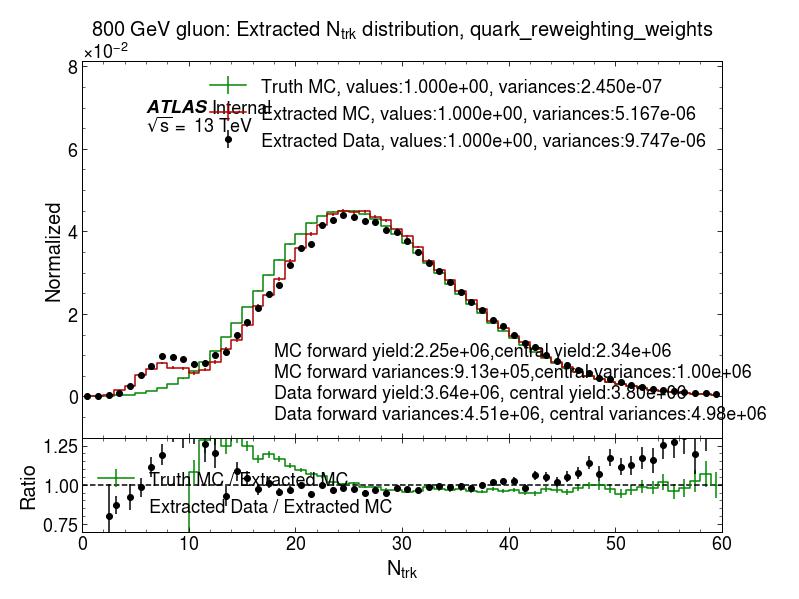 800 GeV gluon: Extracted Ntrk distribution, quark_reweighting_weights
×10−2
8
6
4
2
0
Normalized
Truth MC, values:1.000e+00, variances:2.450e-07
ATLAS Internal
Extracted MC, values:1.000e+00, variances:5.167e-06
√s = 13 TeV
Extracted Data, values:1.000e+00, variances:9.747e-06
MC forward yield:2.25e+06,central yield:2.34e+06
MC forward variances:9.13e+05,central variances:1.00e+06
Data forward yield:3.64e+06, central yield:3.80e+06
Data forward variances:4.51e+06, central variances:4.98e+06
1.25
1.00
0.75
Ratio
Truth MC / Extracted MC
Extracted Data / Extracted MC
0 10 20 30 40 50 60
Ntrk